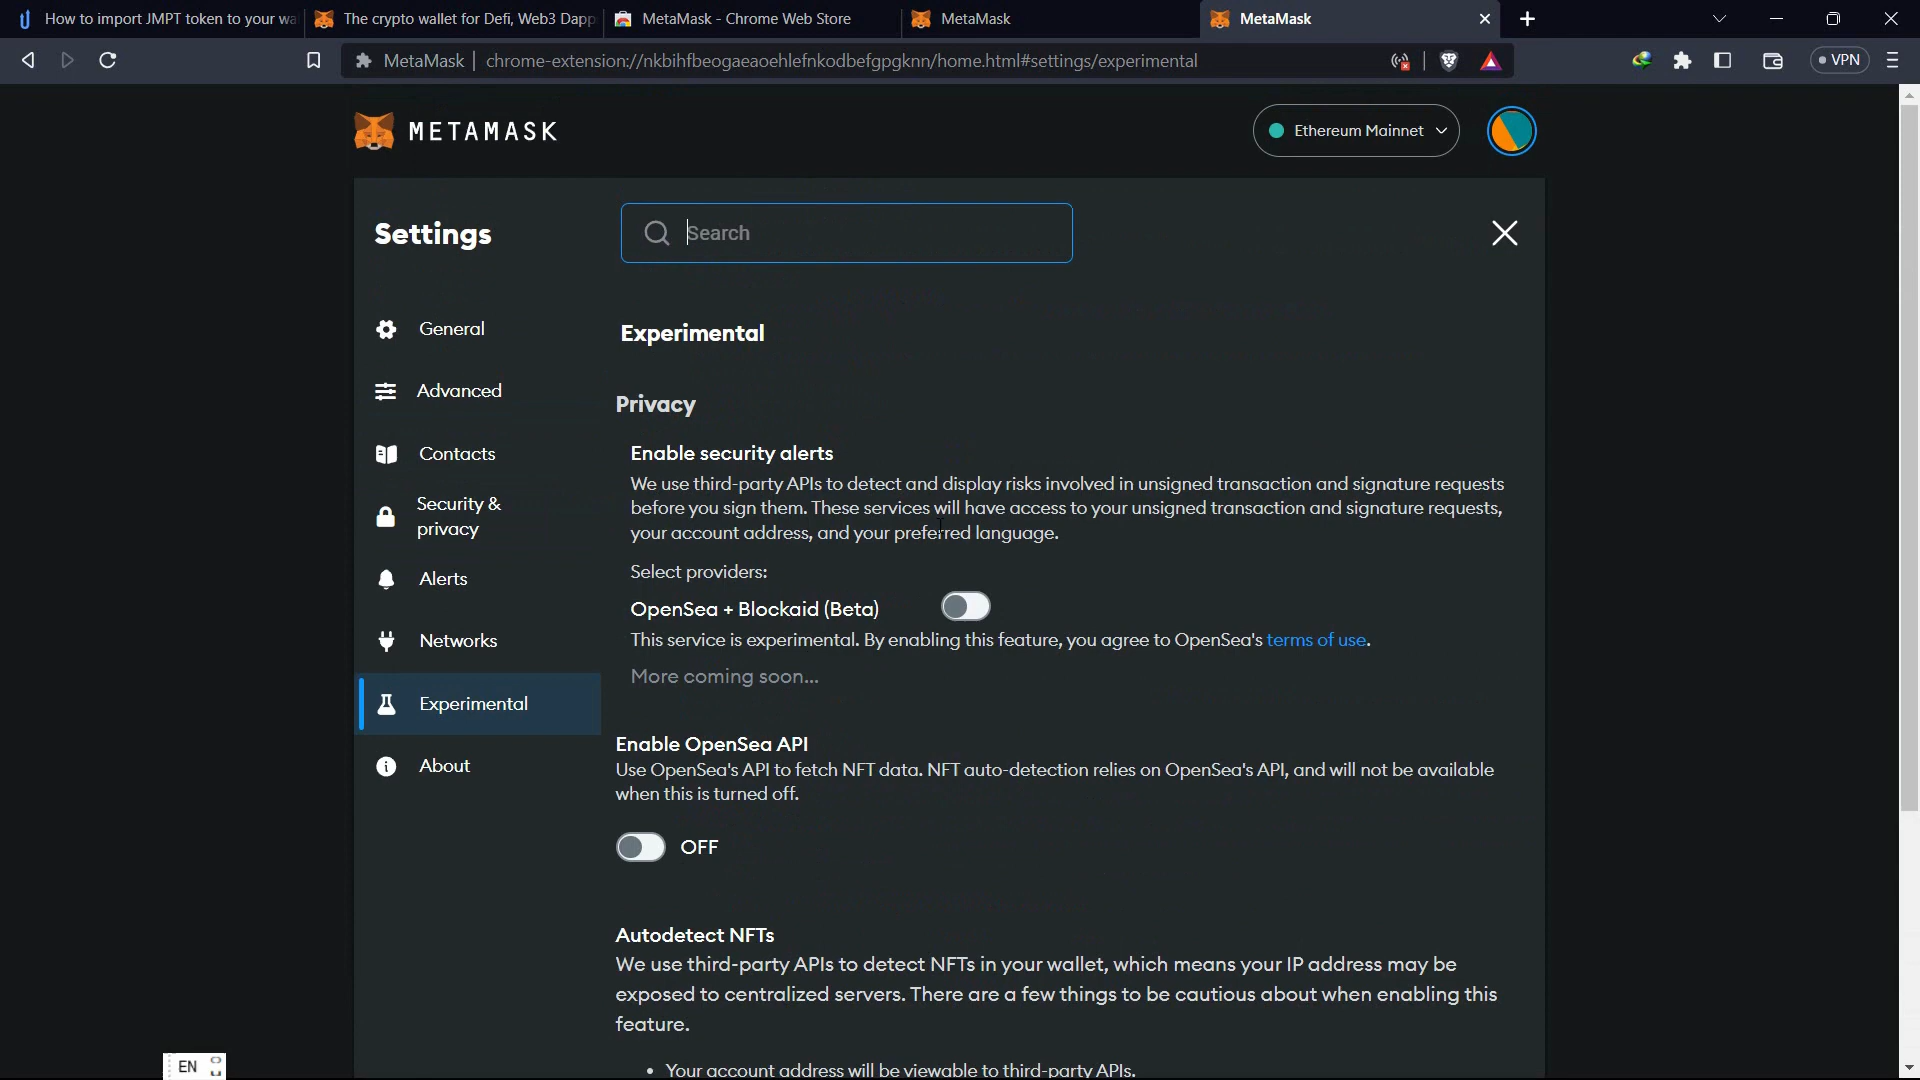 How to import JMPT token to your wa
The crypto wallet for Defi, Web3 Dapp
MetaMask - Chrome Web Store
MetaMask
MetaMask
MetaMask
chrome-extension://nkbihfbeogaeaoehlefnkodbefgpgknn/home.html#settings/experimental
VPN
METAMASK
Ethereum Mainnet
Settings
Search
General
Advanced
Contacts
Security &
privacy
Alerts
Networks
Experimental
About
Experimental
Privacy
Enable security alerts
We use third-party APIs to detect and display risks involved in unsigned transaction and signature requests
before you sign them. These services will have access to your unsigned transaction and signature requests,
your account address, and your preferred language.
Select providers:
OpenSea + Blockaid (Beta)
This service is experimental. By enabling this feature, you agree to OpenSea's terms of use.
More coming soon...
Enable OpenSea API
Use OpenSea's API to fetch NFT data. NFT auto-detection relies on OpenSea's API, and will not be available
when this is turned off.
OFF
Autodetect NFTs
We use third-party APIs to detect NFTs in your wallet, which means your IP address may be
exposed to centralized servers. There are a few things to be cautious about when enabling this
feature.
• Your account address will be viewable to third-party APIs.
EN